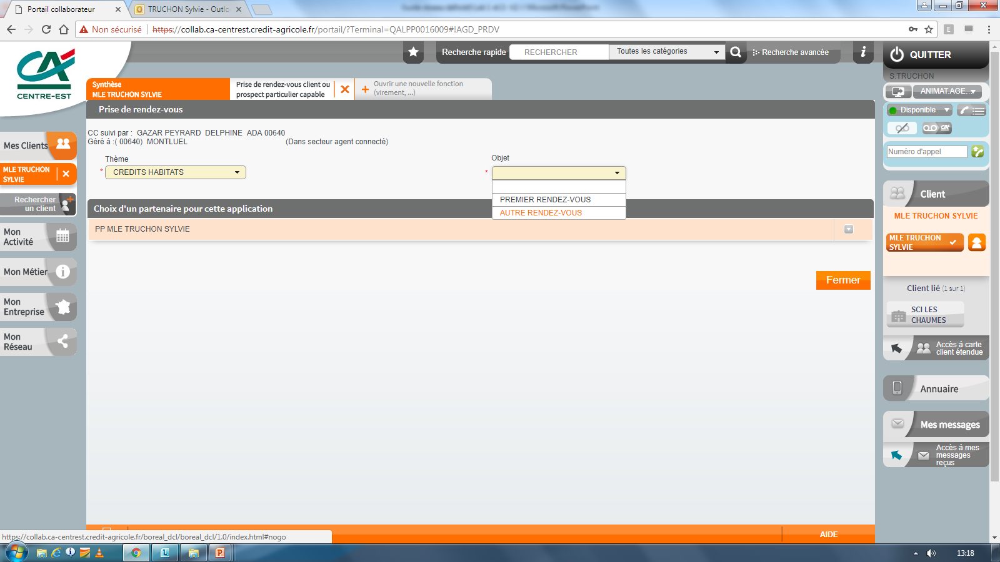 Portail collaborateur
TRUCHON Sylvie - Outlo
Non sécurisé
https://collab.ca-centrest.credit-agricole.fr/portail/?Terminal=QALPP0016009#!AGD_PRDV
E
CENTRE-EST
Recherche rapide
RECHERCHER
Toutes les catégories
Recherche avancée
i
QUITTER
S.TRUCHON
ANIMAT.AGE...
Disponible
Numéro d'appel
Synthèse
MLE TRUCHON SYLVIE
Prise de rendez-vous client ou
prospect particulier capable
Ouvrir une nouvelle fonction
(virement, ...)
Prise de rendez-vous
CC suivi par : GAZAR PEYRARD DELPHINE ADA 00640
Géré à :( 00640) MONTLUEL
(Dans secteur agent connecté)
Thème
* CREDITS HABITATS
Objet
*
PREMIER RENDEZ-VOUS
AUTRE RENDEZ-VOUS
Choix d'un partenaire pour cette application
PP MLE TRUCHON SYLVIE
Fermer
Mes Clients
MLE TRUCHON
SYLVIE
Rechercher
un client
Mon
Activité
Mon Métier
Mon
Entreprise
Mon
Réseau
Client
MLE TRUCHON SYLVIE
MLE TRUCHON
SYLVIE
Client lié (1 sur 1)
SCI LES
CHAUMES
Accès à carte
client étendue
Annuaire
Mes messages
Accès à mes
messages
reçus
AIDE
https://collab.ca-centrest.credit-agricole.fr/boreal_dcl/boreal_dcl/1.0/index.html#nogo
13:18